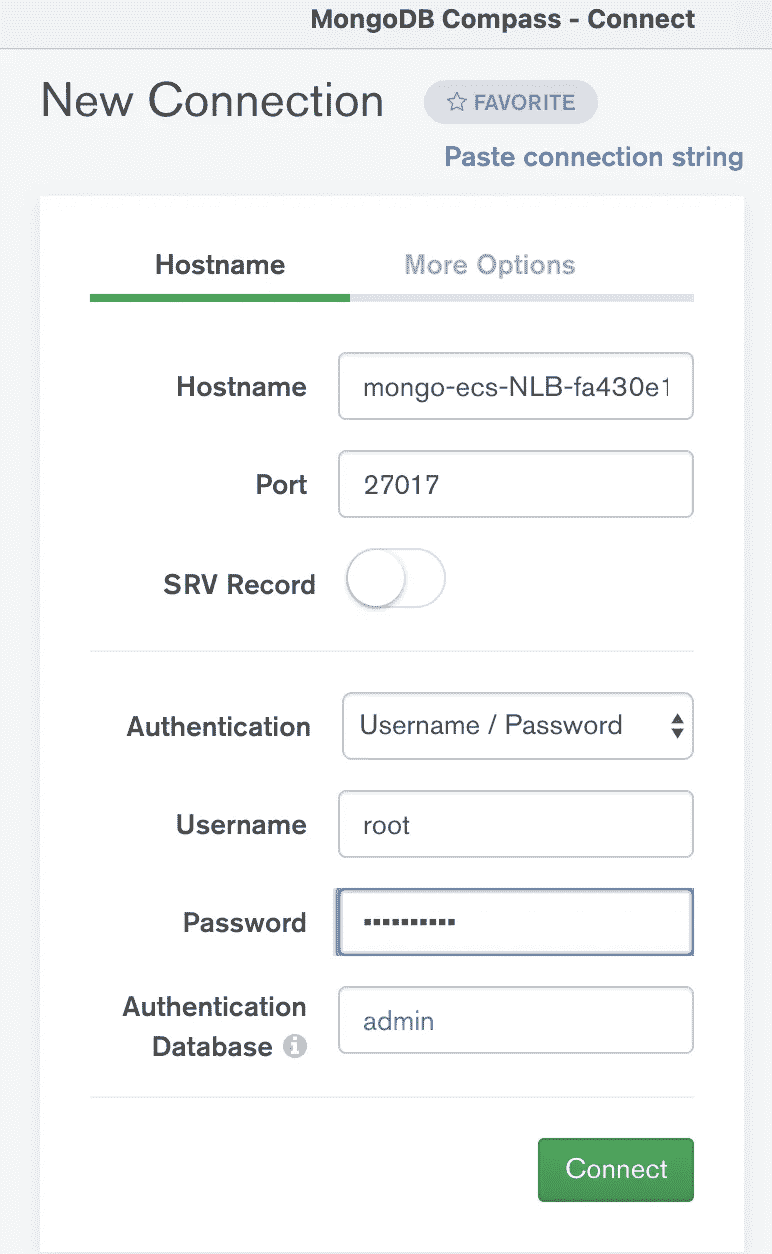 MongoDB Compass - Connect
New Connection
FAVORITE
Paste connection string
Hostname More Options
Hostname mongo-ecs-NLB-fa430e1
Port 27017
SRV Record
Authentication Username / Password
Username root
Password ••••••••••
Authentication
Database admin
Connect